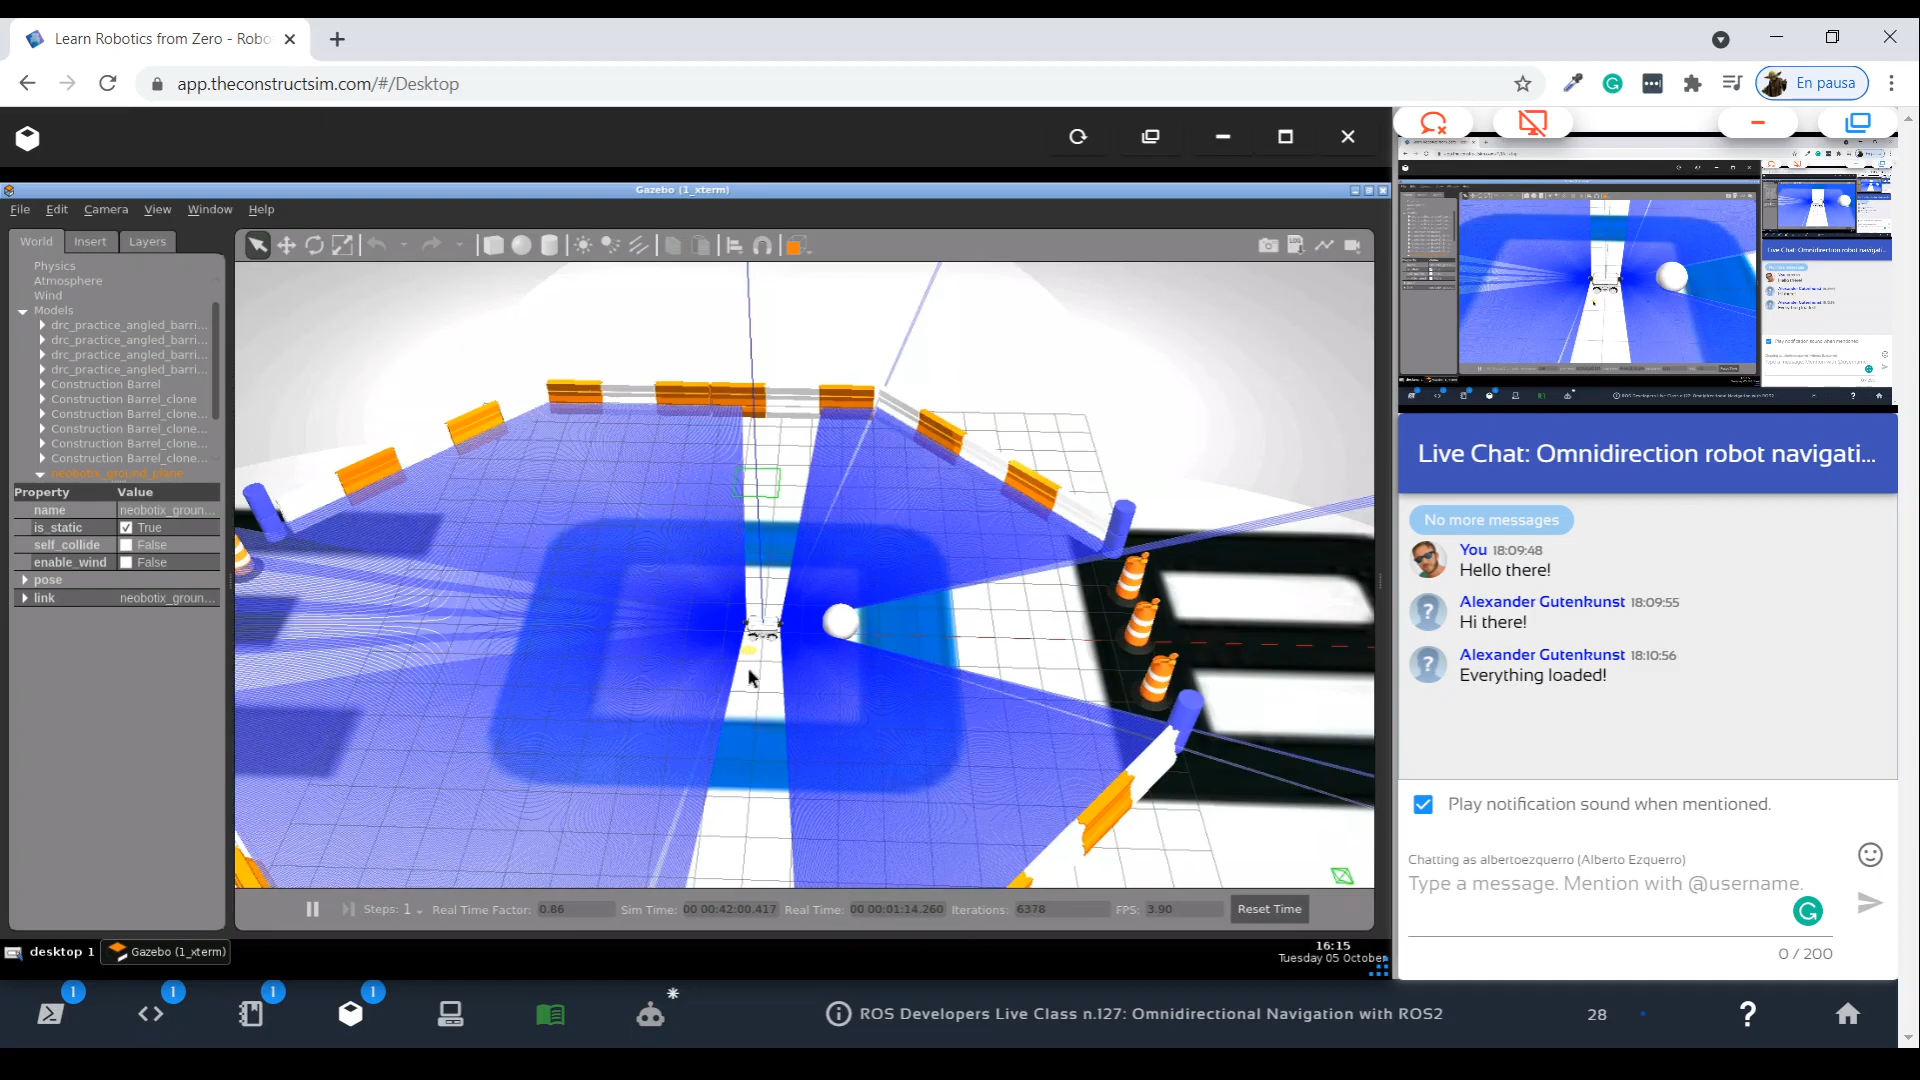 Learn Robotics from Zero - Robo
app.theconstructsim.com/#/Desktop
En pausa
Gazebo (1_xterm)
File Edit Camera View Window Help
World Insert Layers
Physics
Atmosphere
Wind
Models
drc_practice_angled_barri...
drc_practice_angled_barri...
drc_practice_angled_barri...
drc_practice_angled_barri...
Construction Barrel
Construction Barrel_clone
Construction Barrel_clone...
Construction Barrel_clone...
Construction Barrel_clone...
Construction Barrel_clone...
neobotix_ground_plane
Property Value
name neobotix_groun...
is_static True
self_collide False
enable_wind False
pose
link neobotix_groun...
LOG
Steps: 1 Real Time Factor: 0.86 Sim Time: 00 00:42:00.417 Real Time: 00 00:01:14.260 Iterations: 6378 FPS: 3.90 Reset Time
desktop 1 Gazebo (1_xterm)
16:15
Tuesday 05 October
1 1 1 1
ROS Developers Live Class n.127: Omnidirectional Navigation with ROS2
28
?
Live Chat: Omnidirection robot navigati...
No more messages
You 18:09:48
Hello there!
Alexander Gutenkunst 18:09:55
Hi there!
Alexander Gutenkunst 18:10:56
Everything loaded!
Play notification sound when mentioned.
Chatting as albertoezquerro (Alberto Ezquerro)
Type a message. Mention with @username.
0 / 200